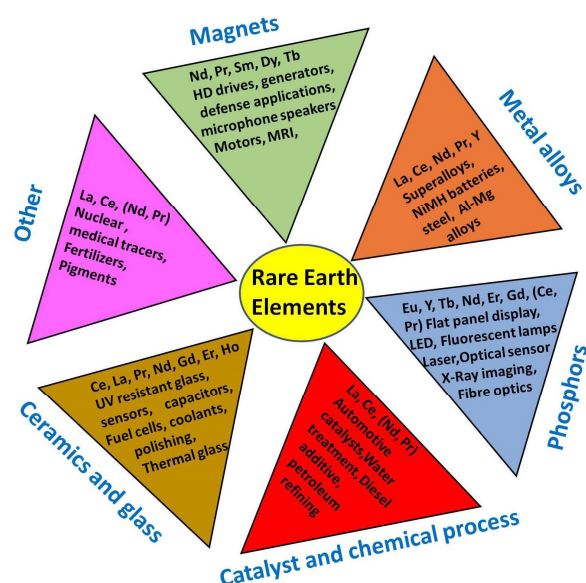 Magnets
Nd, Pr, Sm, Dy, Tb
HD drives, generators,
defense applications,
microphone speakers
Motors, MRI,
Metal alloys
La, Ce, Nd, Pr, Y
Superalloys,
NiMH batteries,
steel, Al-Mg
alloys
Other
La, Ce, (Nd, Pr)
Nuclear,
medical tracers,
Fertilizers,
Pigments
Rare Earth
Elements
Eu, Y, Tb, Nd, Er, Gd, (Ce,
Pr) Flat panel display,
LED, Fluorescent lamps
Laser,Optical sensor
X-Ray imaging,
Fibre optics
Phosphors
Ce, La, Pr, Nd, Gd, Er, Ho
UV resistant glass,
sensors, capacitors,
Fuel cells, coolants,
polishing,
Thermal glass
Ceramics and glass
La, Ce, (Nd, Pr)
Automotive
catalysts,Water
treatment, Diesel
additive,
petroleum
refining
Catalyst and chemical process